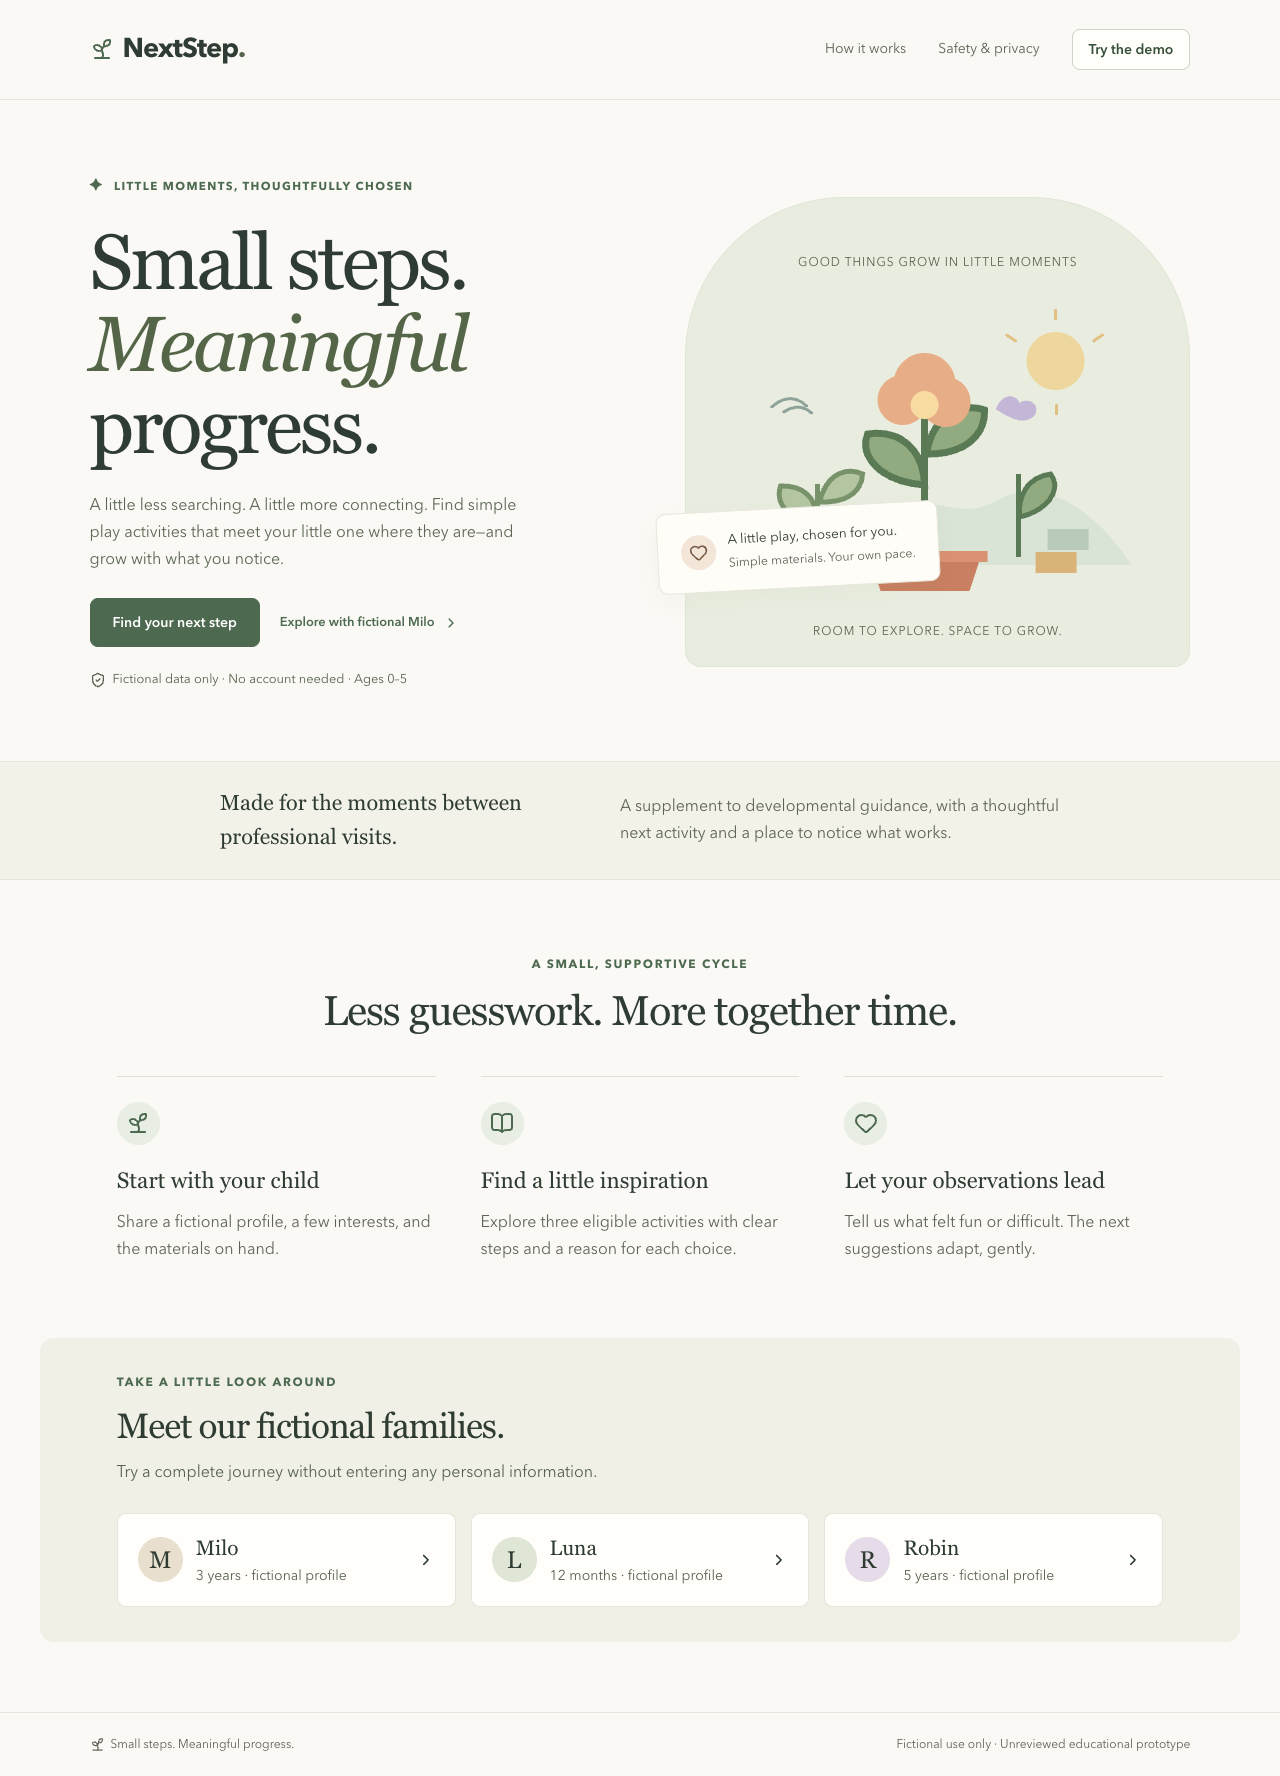 NextStep.
How it works
Safety & privacy
Try the demo
LITTLE MOMENTS, THOUGHTFULLY CHOSEN
Small steps.
Meaningful
progress.
A little less searching. A little more connecting. Find simple
play activities that meet your little one where they are—and
grow with what you notice.
Find your next step
Explore with fictional Milo
Fictional data only · No account needed · Ages 0–5
GOOD THINGS GROW IN LITTLE MOMENTS
A little play, chosen for you.
Simple materials. Your own pace.
ROOM TO EXPLORE. SPACE TO GROW.
Made for the moments between
professional visits.
A supplement to developmental guidance, with a thoughtful
next activity and a place to notice what works.
A SMALL, SUPPORTIVE CYCLE
Less guesswork. More together time.
Start with your child
Share a fictional profile, a few interests, and
the materials on hand.
Find a little inspiration
Explore three eligible activities with clear
steps and a reason for each choice.
Let your observations lead
Tell us what felt fun or difficult. The next
suggestions adapt, gently.
TAKE A LITTLE LOOK AROUND
Meet our fictional families.
Try a complete journey without entering any personal information.
M
Milo
3 years · fictional profile
L
Luna
12 months · fictional profile
R
Robin
5 years · fictional profile
Small steps. Meaningful progress.
Fictional use only · Unreviewed educational prototype